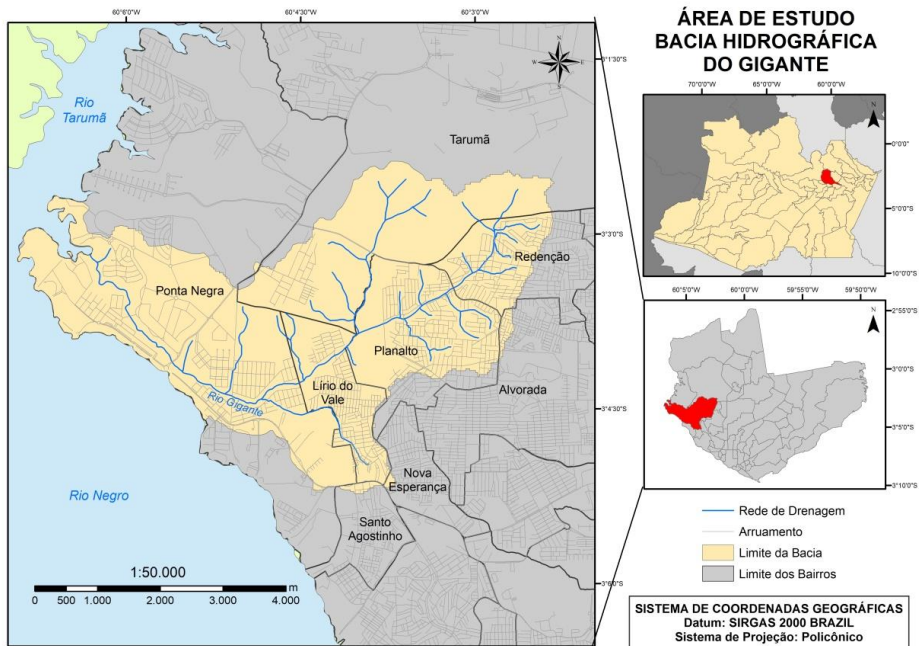 ÁREA DE ESTUDO
BACIA HIDROGRÁFICA
DO GIGANTE
60°6'0"W
60°4'30"W
60°3'0"W
3°1'30"S
3°3'0"S
3°4'30"S
3°6'0"S
N
W
E
S
Rio
Tarumã
Tarumã
Redenção
Ponta Negra
Planalto
Lírio do
Vale
Alvorada
Rio Gigante
Nova
Esperança
Rio Negro
Santo
Agostinho
1:50.000
m
0 500 1.000 2.000 3.000 4.000
70°0'0"W 65°0'0"W 60°0'0"W
N
0°0'0"
5°0'0"S
10°0'0"S
60°5'0"W 60°0'0"W 59°55'0"W 59°50'0"W
N
2°55'0"S
3°0'0"S
3°5'0"S
3°10'0"S
Rede de Drenagem
Arruamento
Limite da Bacia
Limite dos Bairros
SISTEMA DE COORDENADAS GEOGRÁFICAS
Datum: SIRGAS 2000 BRAZIL
Sistema de Projeção: Policônico